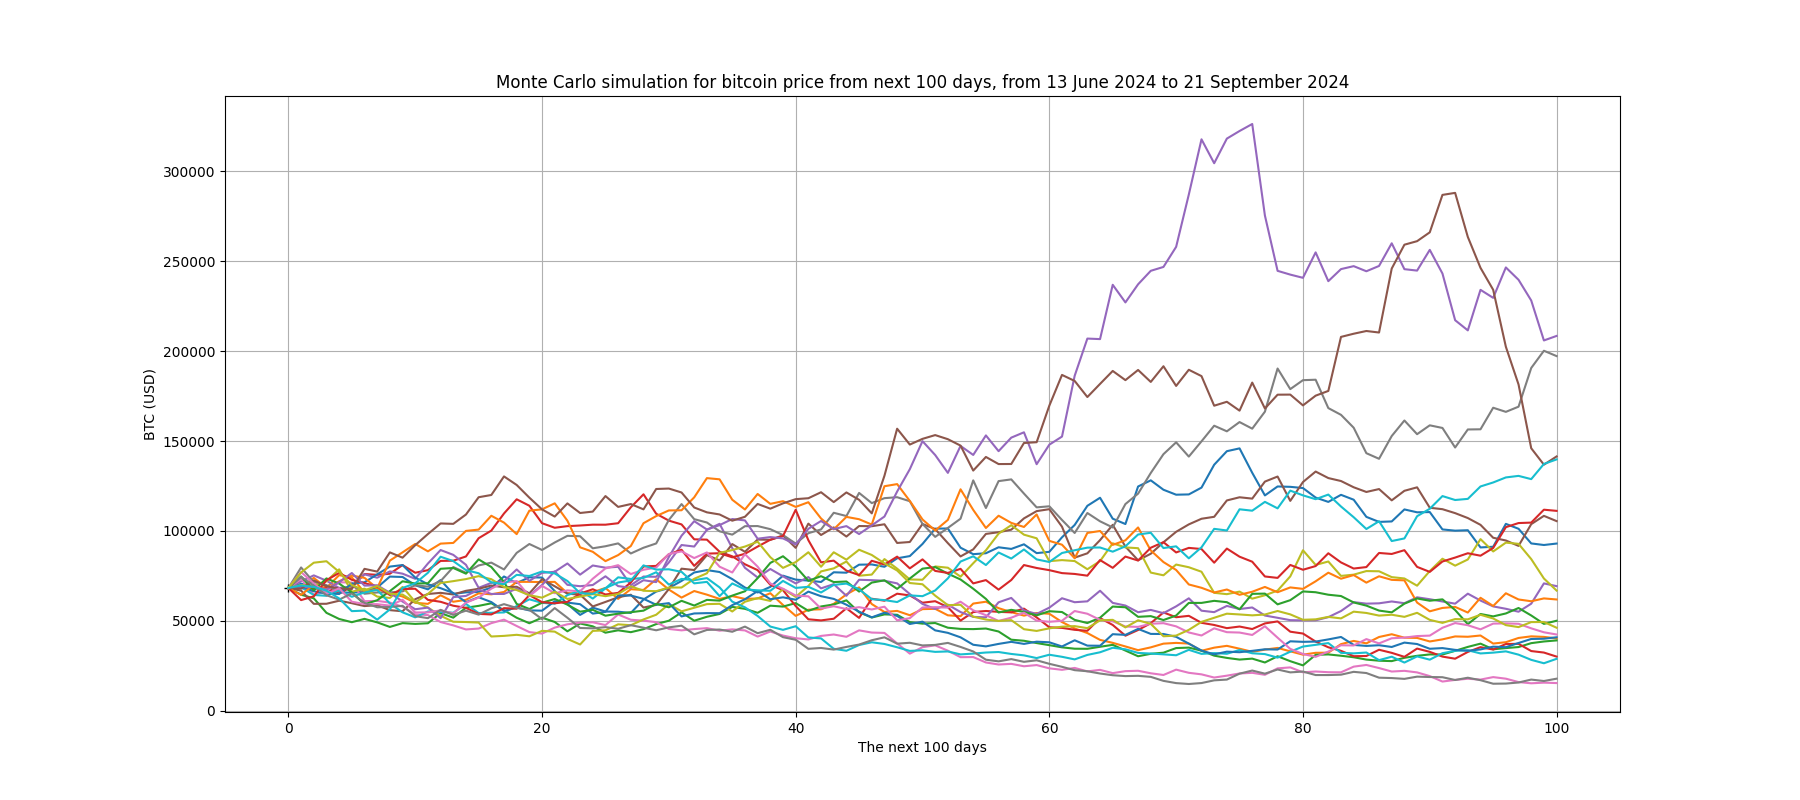 Monte Carlo simulation for bitcoin price from next 100 days, from 13 June 2024 to 21 September 2024
300000
250000
200000
150000
100000
50000
0
BTC (USD)
0 20 40 60 80 100
The next 100 days